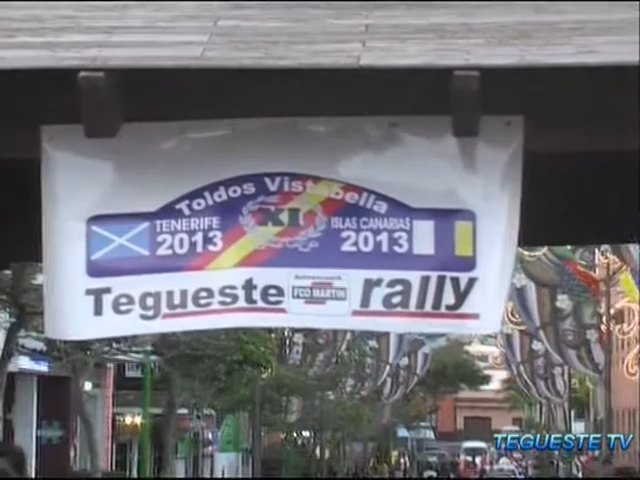 Toldos Vistabella
XI
TENERIFE
2013
ISLAS CANARIAS
2013
Tegueste rally
FCO MARTIN
TEGUESTE TV